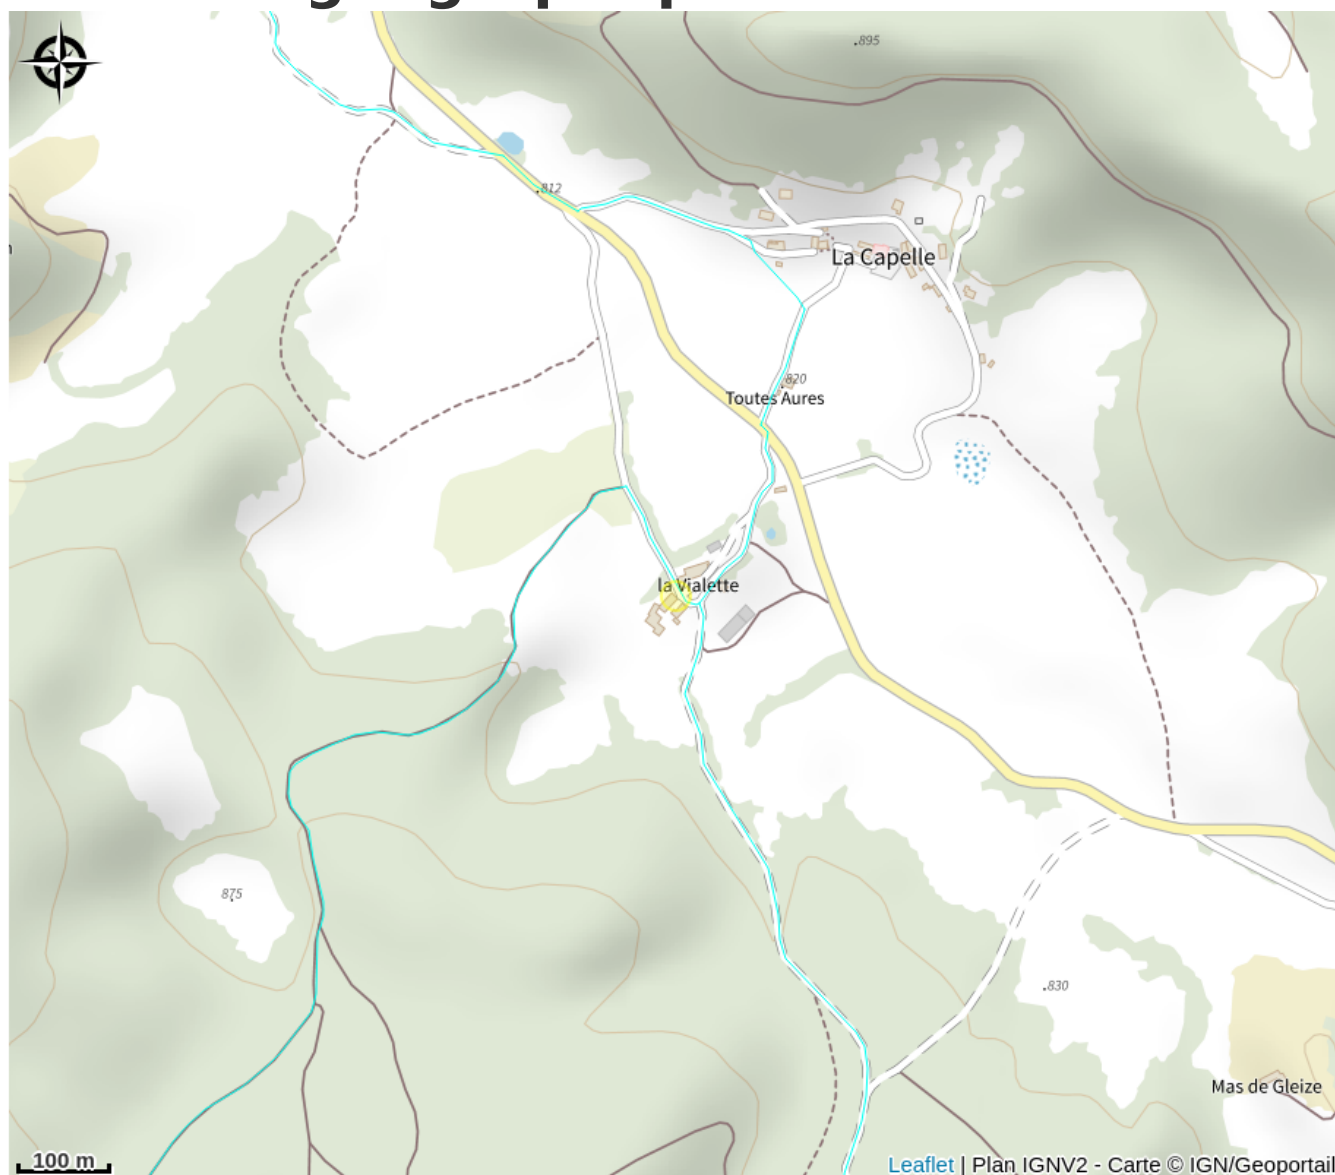 895
812
La Capelle
820
Toutes Aures
la Vialette
875
830
Mas de Gleize
100 m
Leaflet | Plan IGNV2 - Carte © IGN/Geoportail